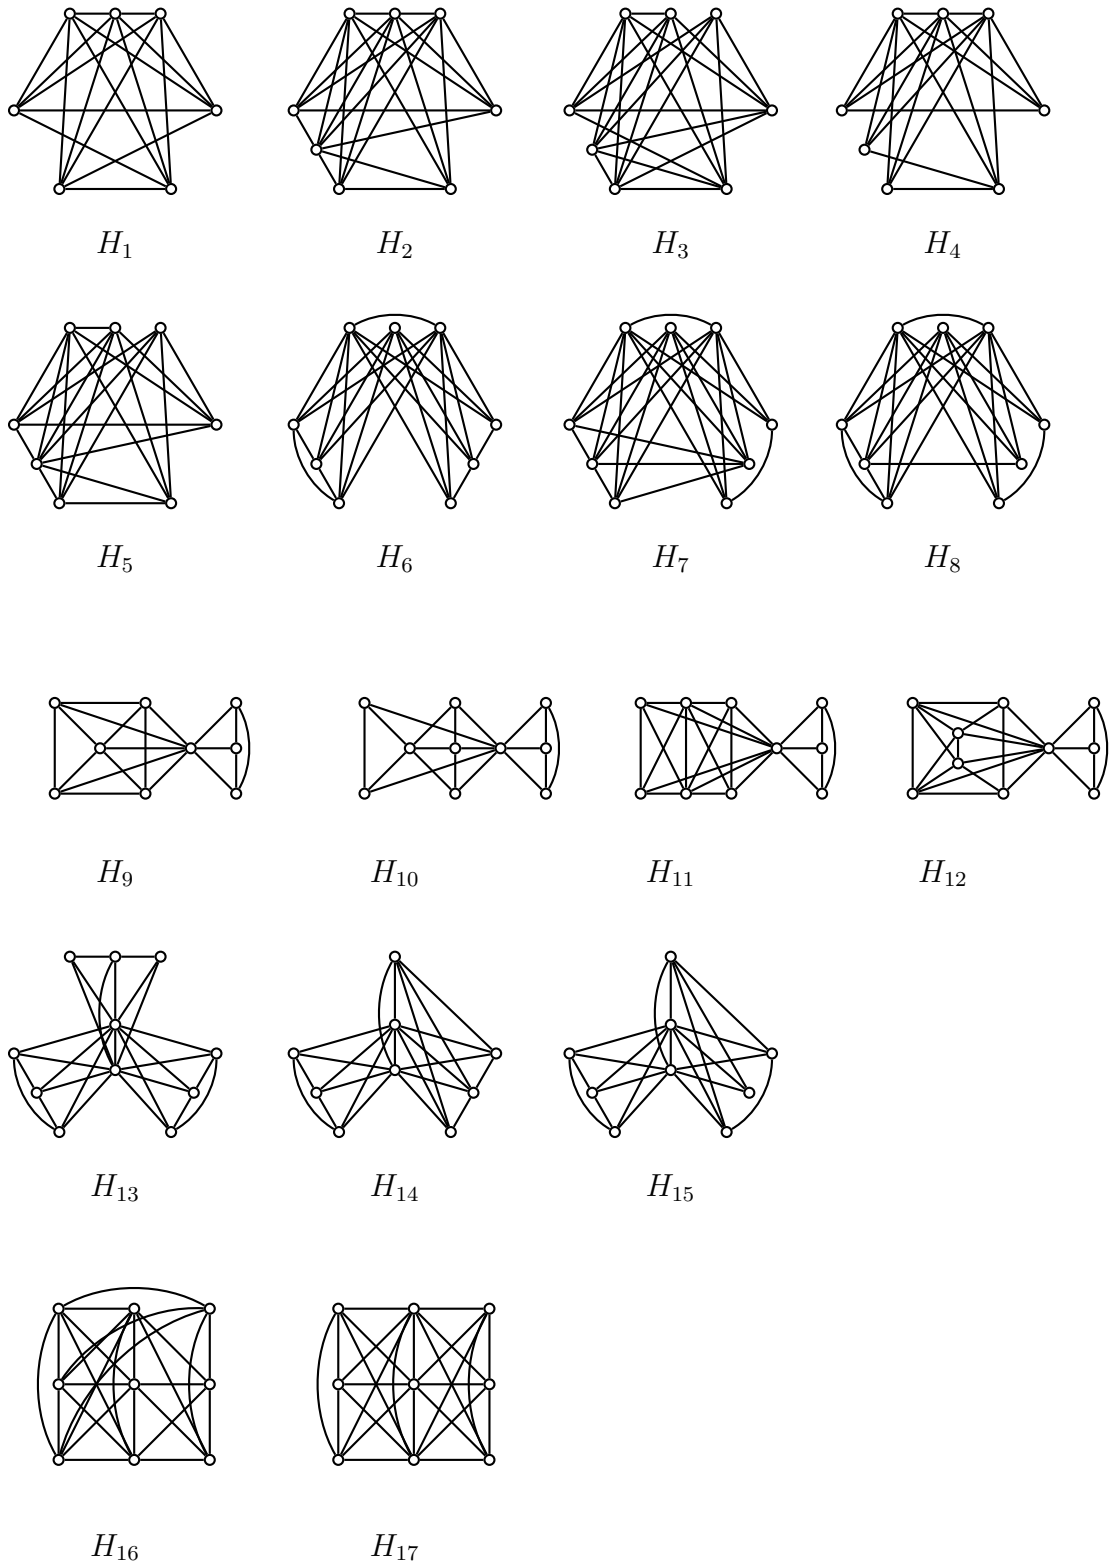 H₁ H₂ H₃ H₄
H₅ H₆ H₇ H₈
H₉ H₁₀ H₁₁ H₁₂
H₁₃ H₁₄ H₁₅
H₁₆ H₁₇